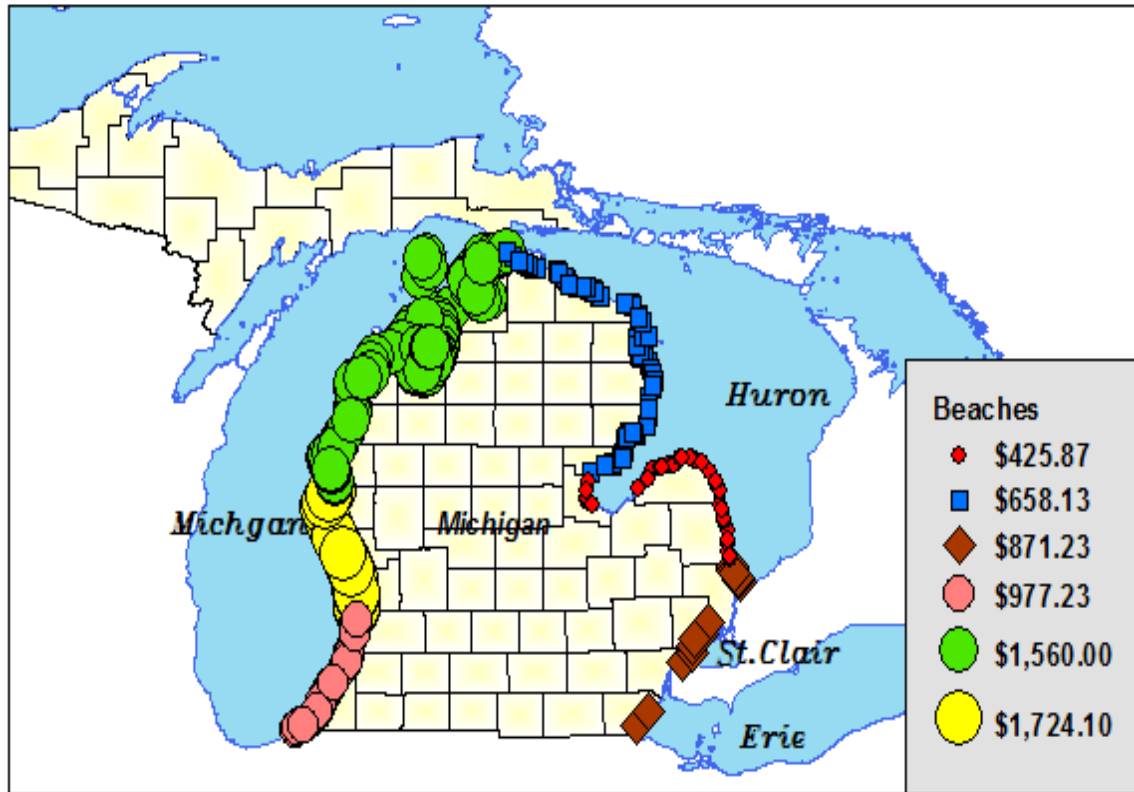 Huron
Michgan
Michigan
St.Clair
Erie
Beaches
$425.87
$658.13
$871.23
$977.23
$1,560.00
$1,724.10